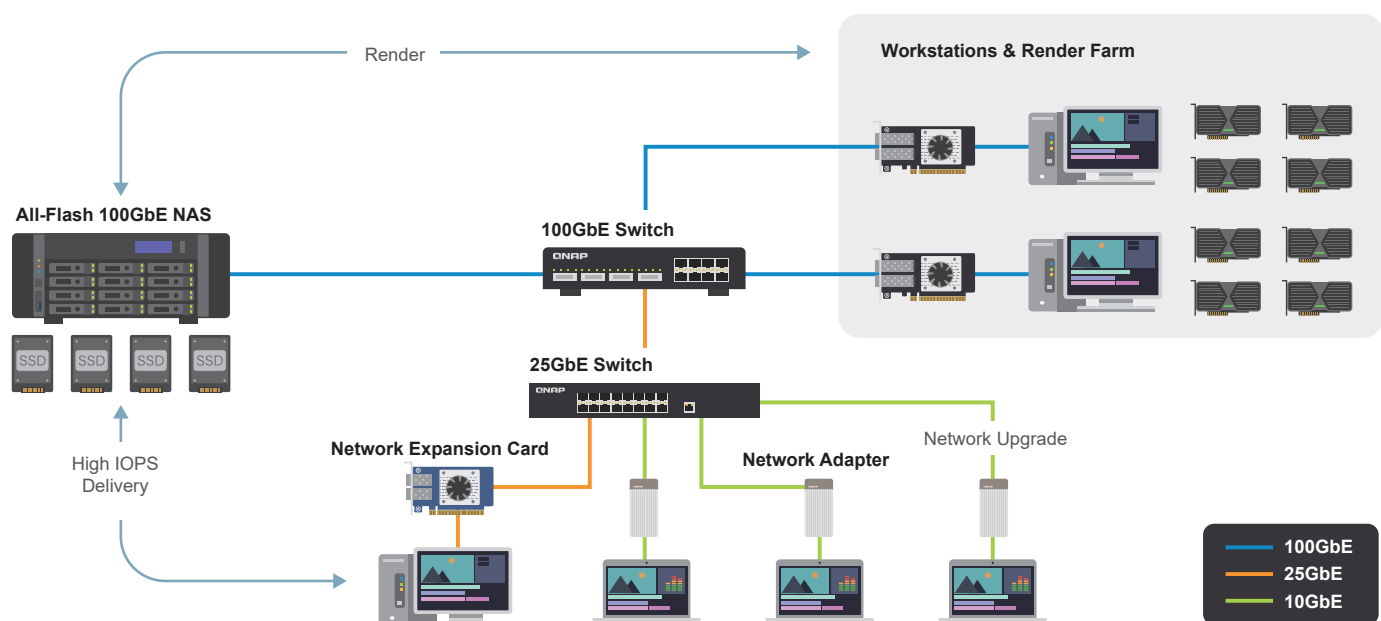 Render
Workstations & Render Farm
All-Flash 100GbE NAS
100GbE Switch
QNAP
SSD
SSD
SSD
SSD
25GbE Switch
QNAP
High IOPS
Delivery
Network Expansion Card
Network Adapter
Network Upgrade
100GbE
25GbE
10GbE